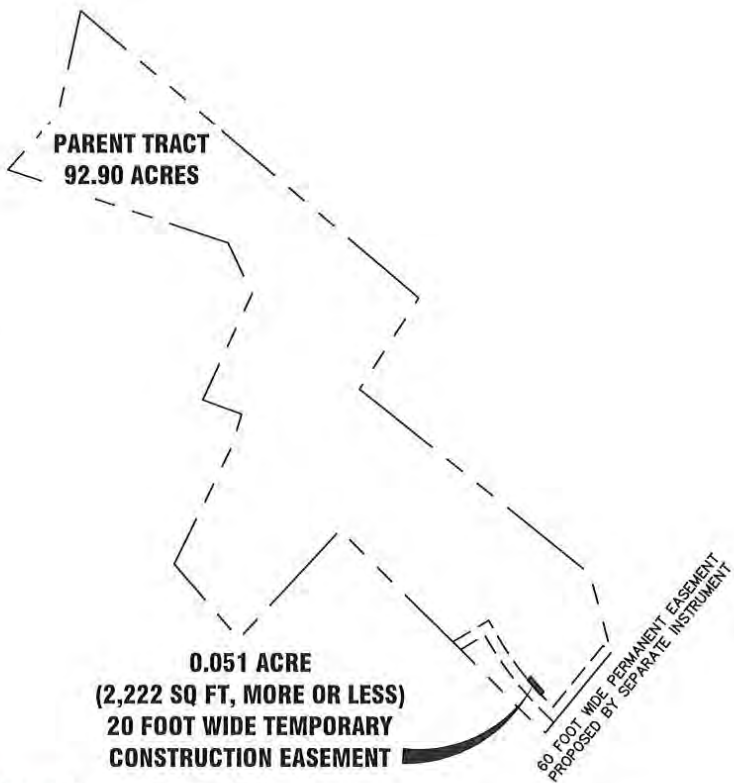 PARENT TRACT
92.90 ACRES
0.051 ACRE
(2,222 SQ FT, MORE OR LESS)
20 FOOT WIDE TEMPORARY
CONSTRUCTION EASEMENT
60 FOOT WIDE PERMANENT EASEMENT
PROPOSED BY SEPARATE INSTRUMENT